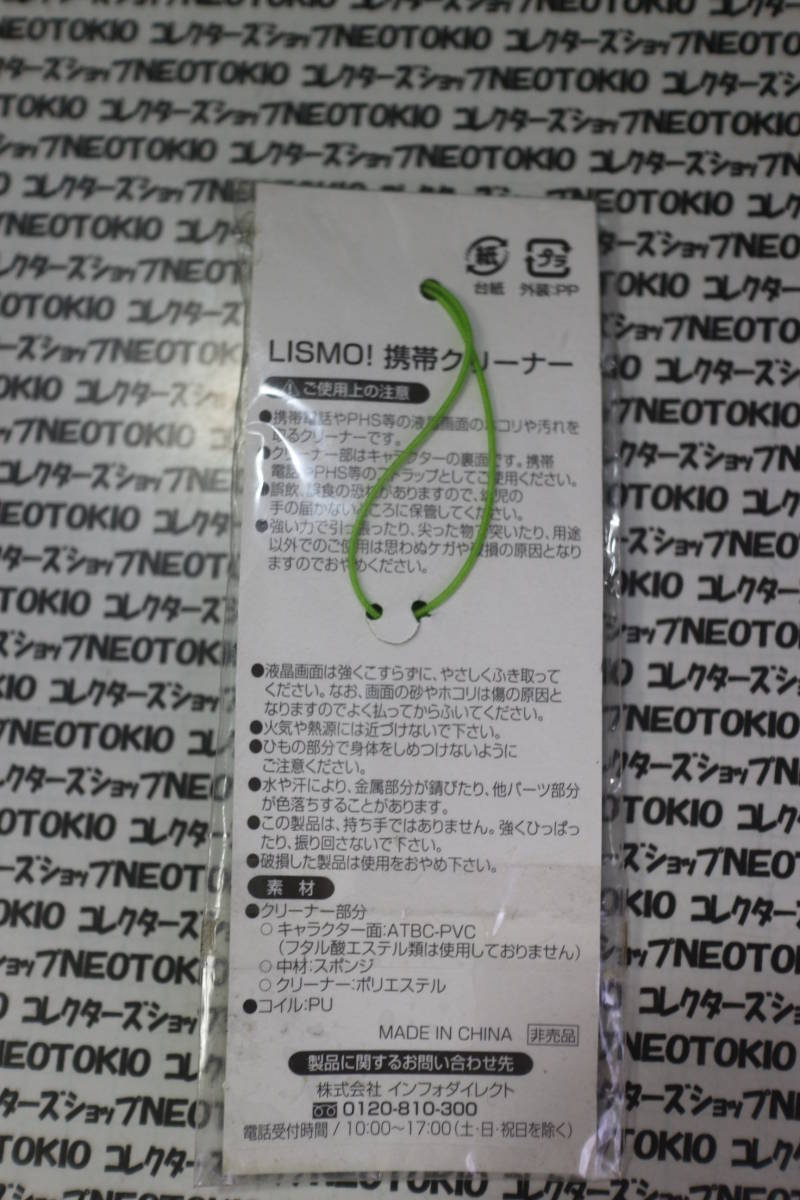 紙 プラ
台紙 外装:PP
LISMO! 携帯クリーナー
ご使用上の注意
●携帯電話やPHS等の液晶画面のホコリや汚れを
取るクリーナーです。
●クリーナー部はキャラクターの裏面です。携帯
電話やPHS等のストラップとしてご使用ください。
●誤飲、誤食の恐れがありますので、幼児の
手の届かないところに保管してください。
●強い力で引っ張ったり、尖った物で突いたり、用途
以外でのご使用は思わぬケガや破損の原因となり
ますのでおやめください。
●液晶画面は強くこすらずに、やさしくふき取って
ください。なお、画面の砂やホコリは傷の原因と
なりますのでよく払ってからふいてください。
●火気や熱源には近づけないで下さい。
●ひもの部分で身体をしめつけないように
ご注意ください。
●水や汗により、金属部分が錆びたり、他パーツ部分
が色落ちすることがあります。
●この製品は、持ち手ではありません。強くひっぱっ
たり、振り回さないで下さい。
●破損した製品は使用をおやめ下さい。
素 材
●クリーナー部分
○キャラクター面:ATBC-PVC
(フタル酸エステル類は使用しておりません)
○中材:スポンジ
○クリーナー:ポリエステル
●コイル:PU
MADE IN CHINA 非売品
製品に関するお問い合わせ先
株式会社 インフォダイレクト
0120-810-300
電話受付時間/10:00~17:00(土・日・祝日を除く)